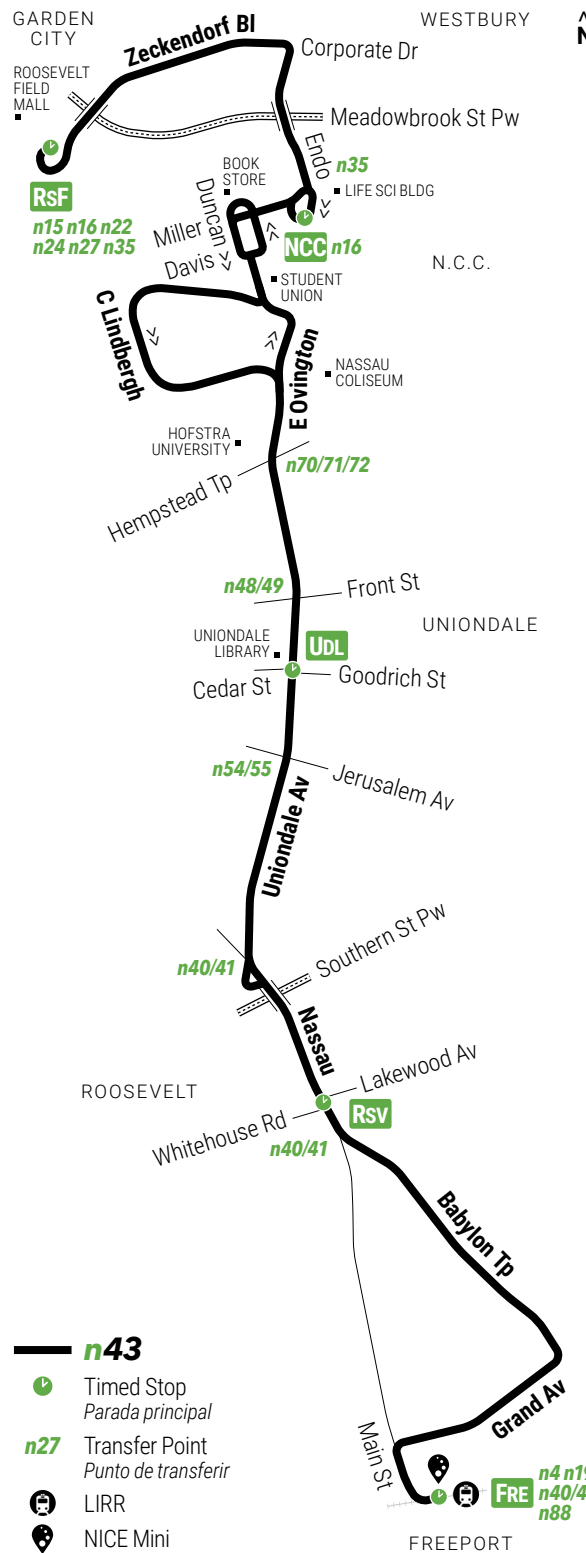 GARDEN
CITY
WESTBURY
N
Zeckendorf Bl
Corporate Dr
ROOSEVELT
FIELD
MALL
Meadowbrook St Pw
Endo
n35
BOOK
STORE
LIFE SCI BLDG
RSF
n15 n16 n22
n24 n27 n35
Duncan
Miller
NCC n16
Davis
N.C.C.
STUDENT
UNION
C Lindbergh
E Ovington
NASSAU
COLISEUM
HOFSTRA
UNIVERSITY
n70/71/72
Hempstead Tp
n48/49
Front St
UNIONDALE
UNIONDALE
LIBRARY
UDL
Cedar St
Goodrich St
n54/55
Jerusalem Av
Uniondale Av
n40/41
Southern St Pw
Nassau
ROOSEVELT
Lakewood Av
RSV
Whitehouse Rd
n40/41
Babylon Tp
n43
Timed Stop
Parada principal
n27 Transfer Point
Punto de transferir
LIRR
NICE Mini
Grand Av
Main St
FRE
n4
n88
FREEPORT